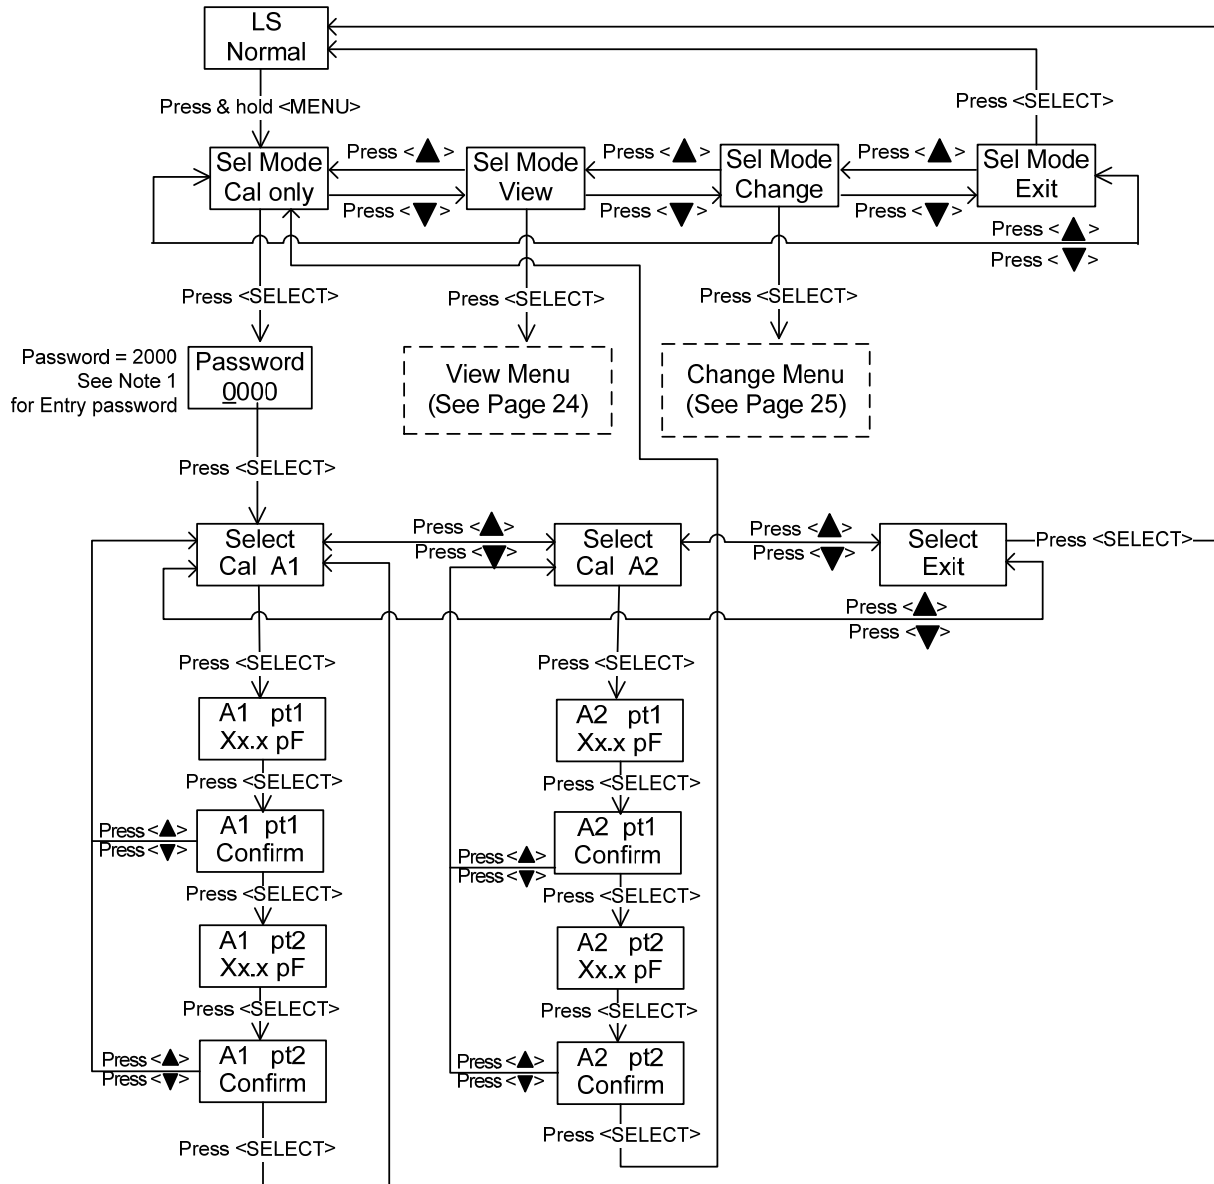 LS
Normal
Press <SELECT>
Press & hold <MENU>
Sel Mode
Cal only
Press <▲>
Press <▼>
Sel Mode
View
Press <▲>
Press <▼>
Sel Mode
Change
Press <▲>
Press <▼>
Sel Mode
Exit
Press <▲>
Press <▼>
Press <SELECT>
Press <SELECT>
Press <SELECT>
Password = 2000
See Note 1
for Entry password
Password
0000
View Menu
(See Page 24)
Change Menu
(See Page 25)
Press <SELECT>
Select
Cal A1
Press <▲>
Press <▼>
Select
Cal A2
Press <▲>
Press <▼>
Select
Exit
Press <SELECT>
Press <▲>
Press <▼>
Press <SELECT>
Press <SELECT>
A1 pt1
Xx.x pF
A2 pt1
Xx.x pF
Press <SELECT>
Press <SELECT>
Press <▲>
Press <▼>
A1 pt1
Confirm
Press <▲>
Press <▼>
A2 pt1
Confirm
Press <SELECT>
Press <SELECT>
A1 pt2
Xx.x pF
A2 pt2
Xx.x pF
Press <SELECT>
Press <SELECT>
Press <▲>
Press <▼>
A1 pt2
Confirm
Press <▲>
Press <▼>
A2 pt2
Confirm
Press <SELECT>
Press <SELECT>